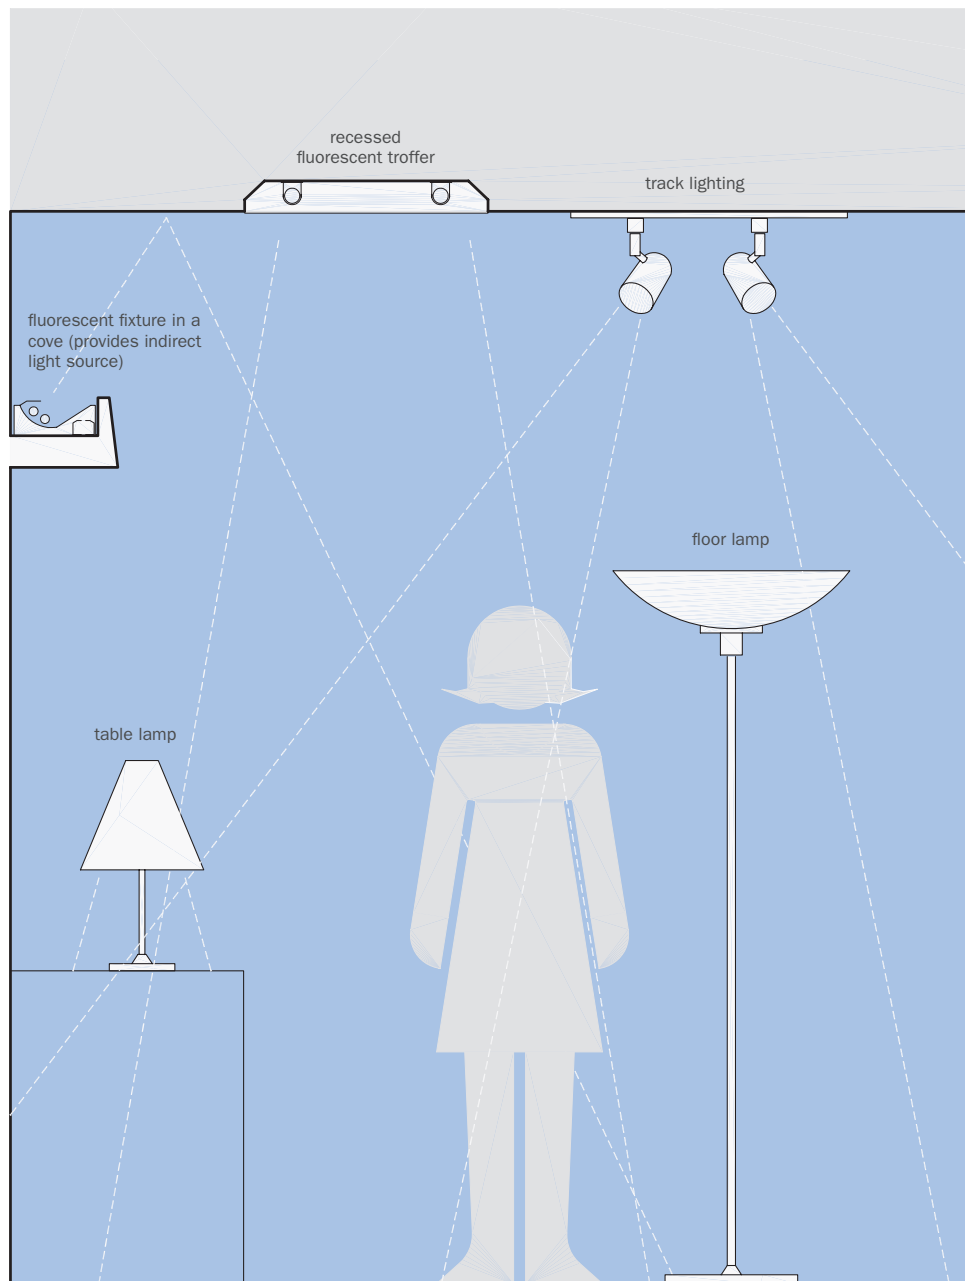 recessed
fluorescent troffer
track lighting
fluorescent fixture in a
cove (provides indirect
light source)
floor lamp
table lamp